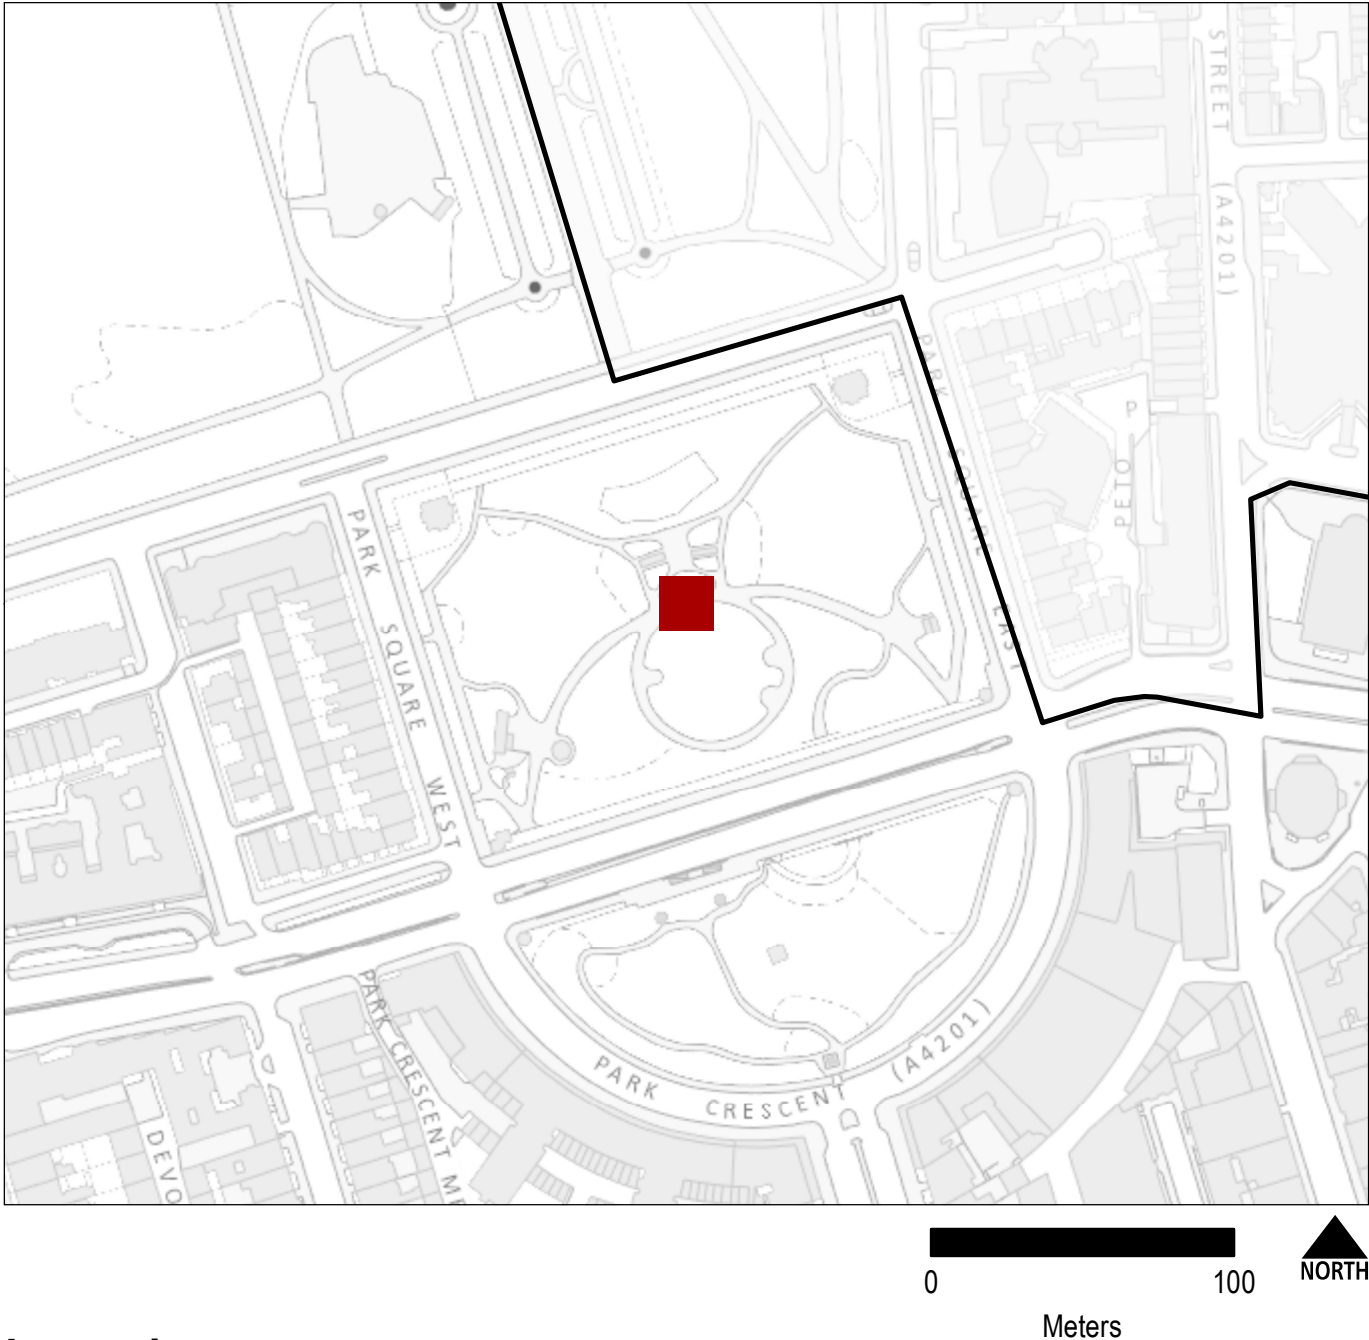 STREET
(A4201)
PARK
SQUARE
EAST
P
PETO
PARK
SQUARE
WEST
PARK CRESCENT
DEVO
PARK
CRESCENT
(A4201)
0
100
Meters
NORTH